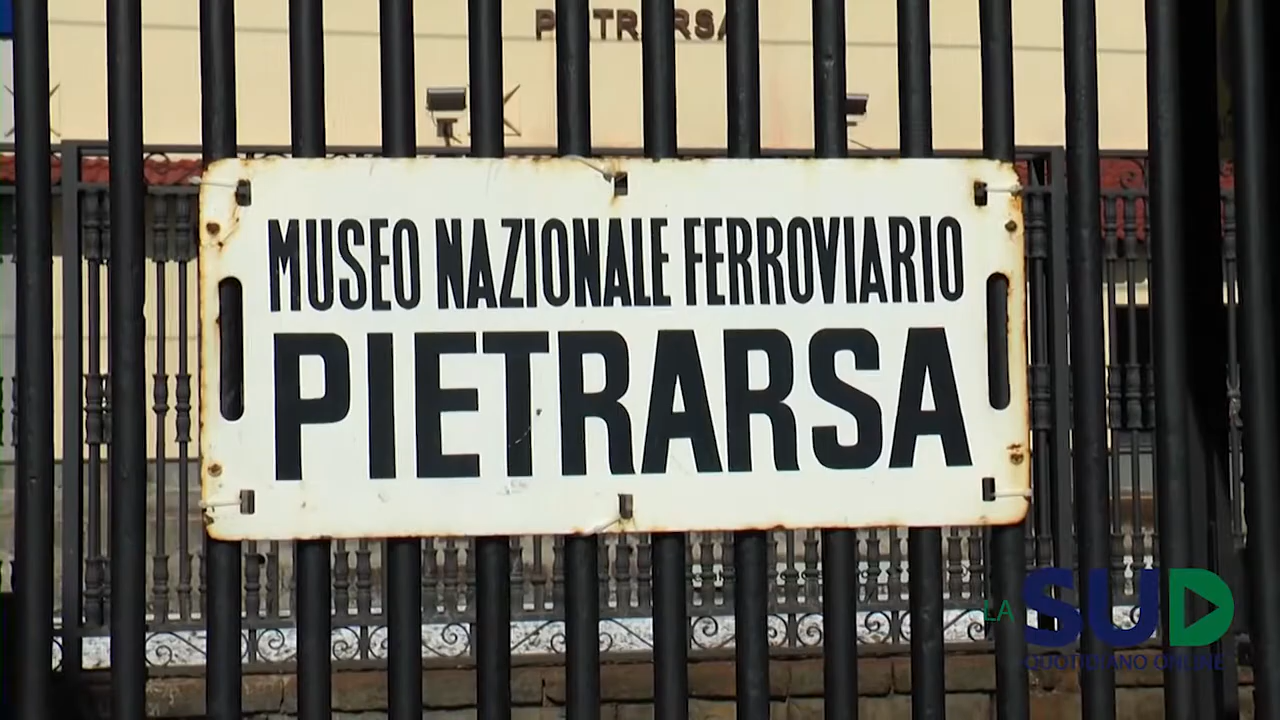 PIETRARSA
MUSEO NAZIONALE FERROVIARIO
PIETRARSA
LA SUD
QUOTIDIANO ONLINE